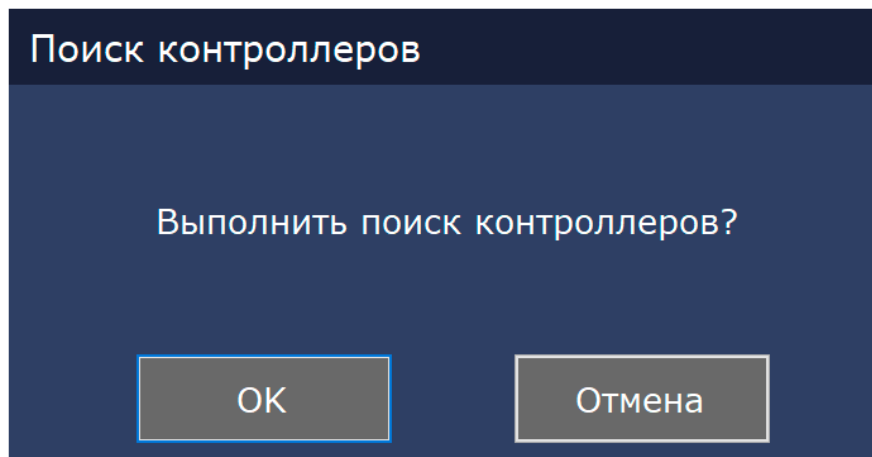 Поиск контроллеров
Выполнить поиск контроллеров?
OK
Отмена